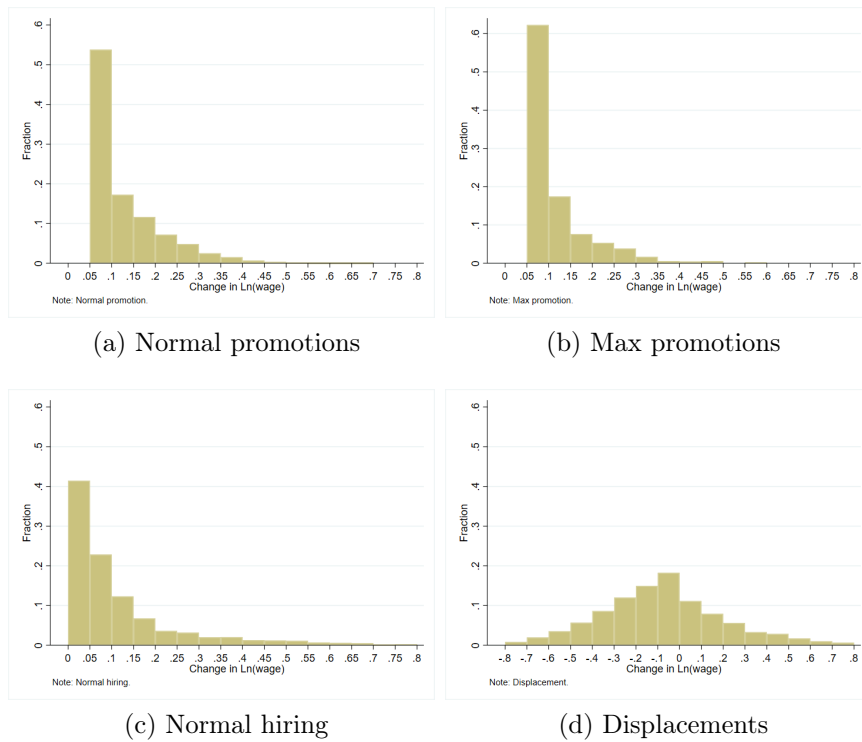 .6
.5
.4
.3
.2
.1
0
Fraction
0 .05 .1 .15 .2 .25 .3 .35 .4 .45 .5 .55 .6 .65 .7 .75 .8
Change in Ln(wage)
Note: Normal promotion.
(a) Normal promotions
.6
.5
.4
.3
.2
.1
0
Fraction
0 .05 .1 .15 .2 .25 .3 .35 .4 .45 .5 .55 .6 .65 .7 .75 .8
Change in Ln(wage)
Note: Max promotion.
(b) Max promotions
.6
.5
.4
.3
.2
.1
0
Fraction
0 .05 .1 .15 .2 .25 .3 .35 .4 .45 .5 .55 .6 .65 .7 .75 .8
Change in Ln(wage)
Note: Normal hiring.
(c) Normal hiring
.6
.5
.4
.3
.2
.1
0
Fraction
-.8 -.7 -.6 -.5 -.4 -.3 -.2 -.1 0 .1 .2 .3 .4 .5 .6 .7 .8
Change in Ln(wage)
Note: Displacement.
(d) Displacements